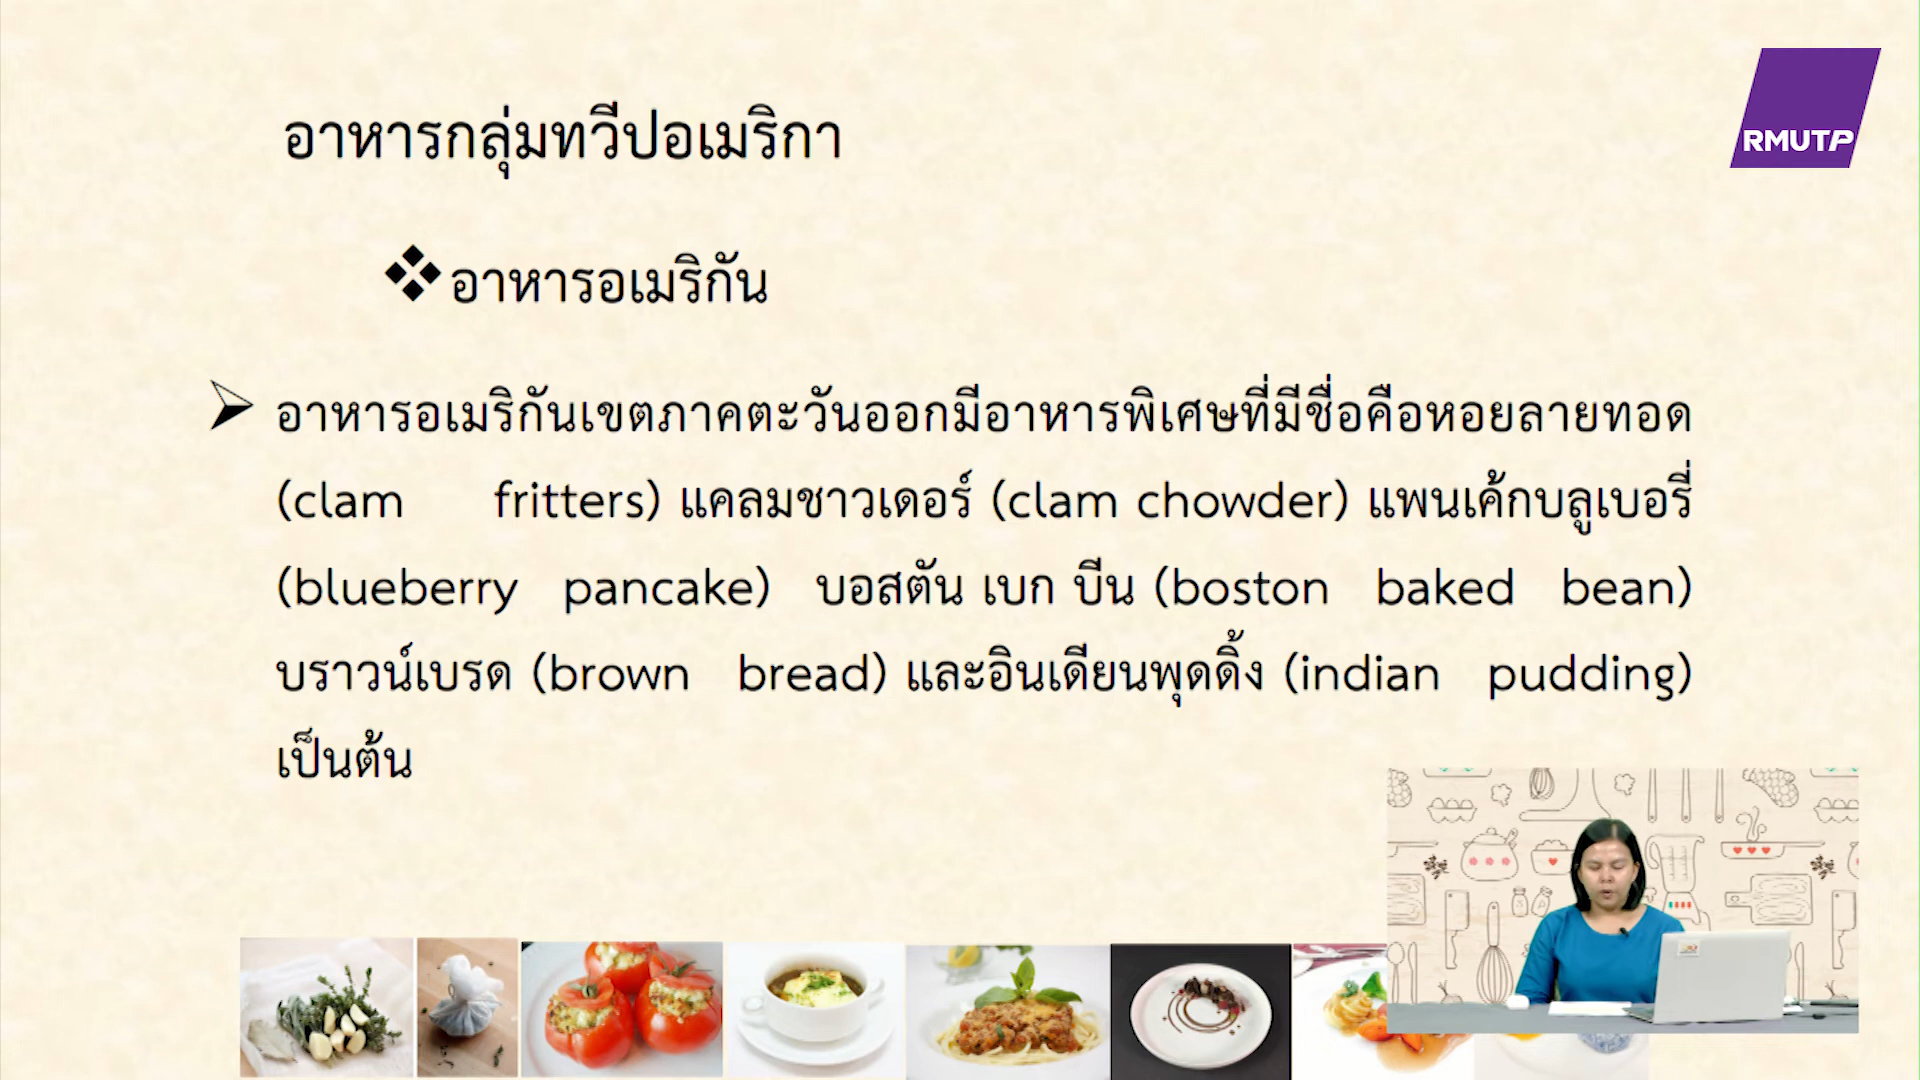 อาหารกลุ่มทวีปอเมริกา
RMUTP
อาหารอเมริกัน
อาหารอเมริกันเขตภาคตะวันออกมีอาหารพิเศษที่มีชื่อคือหอยลายทอด
(clam fritters) แคลมชาวเดอร์ (clam chowder) แพนเค้กบลูเบอรี่
(blueberry pancake) บอสตัน เบก บีน (boston baked bean)
บราวน์เบรด (brown bread) และอินเดียนพุดดิ้ง (indian pudding)
เป็นต้น